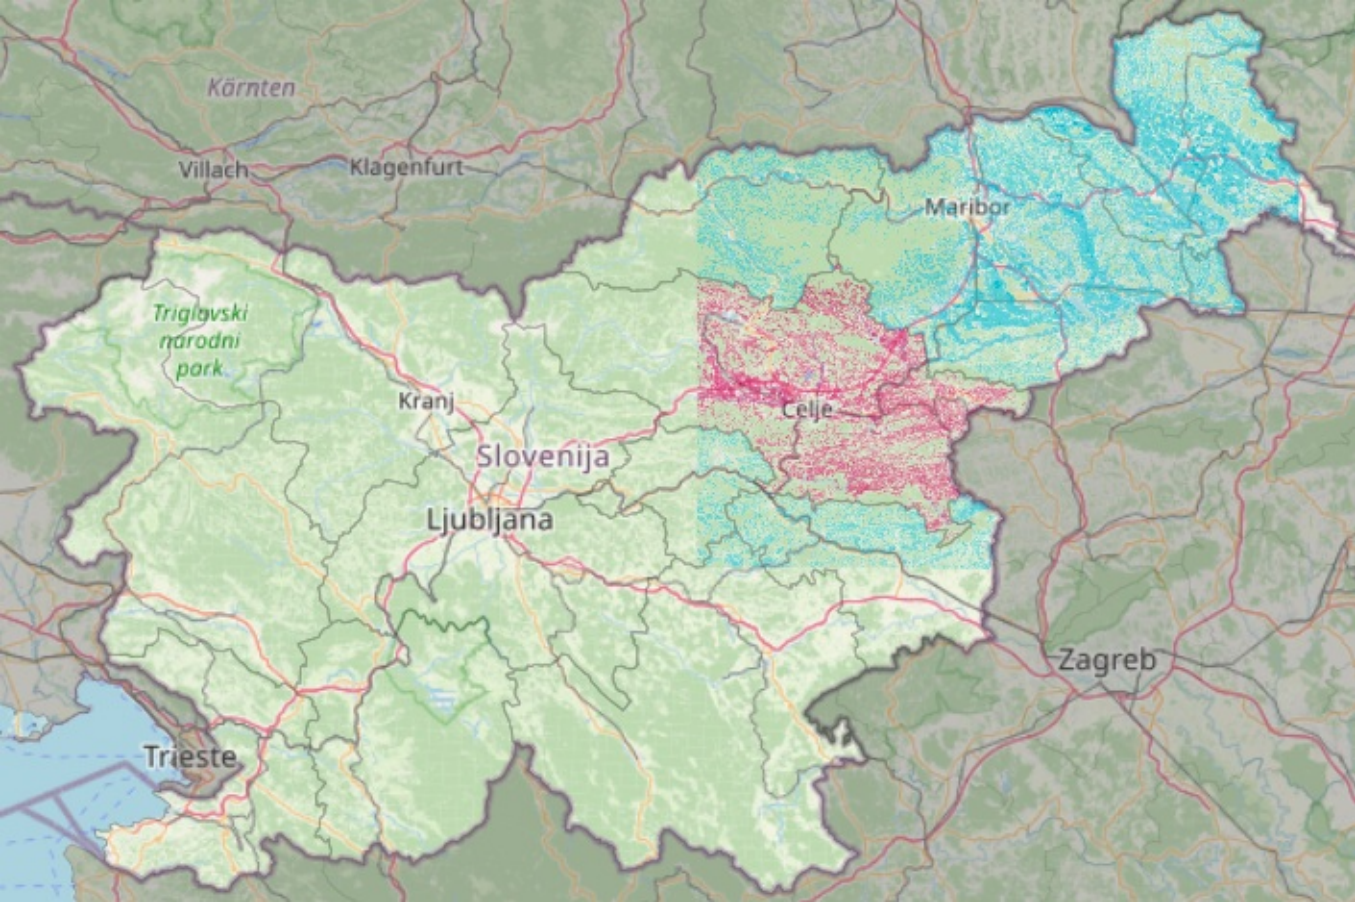 Kärnten
Villach
Klagenfurt
Maribor
Triglavski
narodni
park
Kranj
Celje
Slovenija
Ljubljana
Zagreb
Trieste